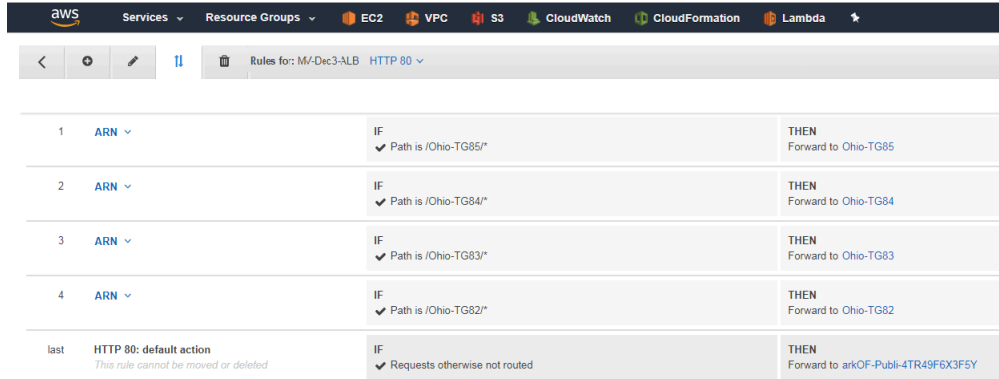 aws Services Resource Groups EC2 VPC S3 CloudWatch CloudFormation Lambda
Rules for: MV-Dec3-ALB HTTP 80
1 ARN IF THEN
Path is /Ohio-TG85/* Forward to Ohio-TG85
2 ARN IF THEN
Path is /Ohio-TG84/* Forward to Ohio-TG84
3 ARN IF THEN
Path is /Ohio-TG83/* Forward to Ohio-TG83
4 ARN IF THEN
Path is /Ohio-TG82/* Forward to Ohio-TG82
last HTTP 80: default action IF THEN
This rule cannot be moved or deleted Requests otherwise not routed Forward to arkOF-Publi-4TR49F6X3F5Y